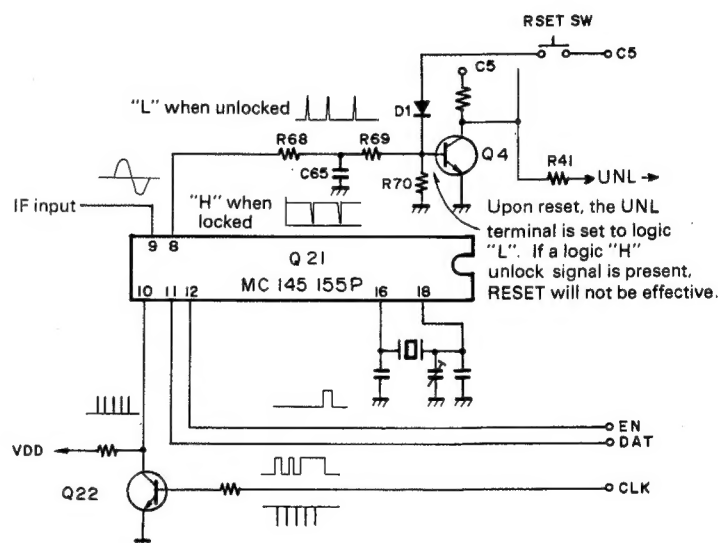 RSET SW
C5
C5
"L" when unlocked
D1
R68
R69
Q4
C65
R70
R41
UNL
IF input
"H" when
locked
Upon reset, the UNL
terminal is set to logic
"L". If a logic "H"
unlock signal is present,
RESET will not be effective.
9
8
Q 21
MC 145 155P
10
11
12
16
18
EN
DAT
VDD
Q22
CLK